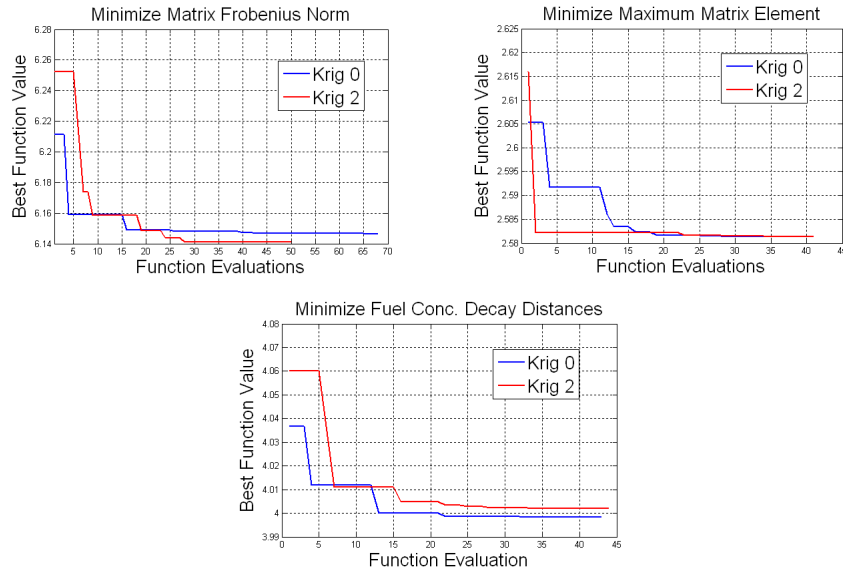 Minimize Matrix Frobenius Norm
6.28
6.26
6.24
6.22
6.2
6.18
6.16
6.14
Best Function Value
Krig 0
Krig 2
5 10 15 20 25 30 35 40 45 50 55 60 65 70
Function Evaluations
Minimize Maximum Matrix Element
2.625
2.62
2.615
2.61
2.605
2.6
2.595
2.59
2.585
2.58
Best Function Value
Krig 0
Krig 2
0 5 10 15 20 25 30 35 40 45
Function Evaluations
Minimize Fuel Conc. Decay Distances
4.08
4.07
4.06
4.05
4.04
4.03
4.02
4.01
4
3.99
Best Function Value
Krig 0
Krig 2
0 5 10 15 20 25 30 35 40 45
Function Evaluation